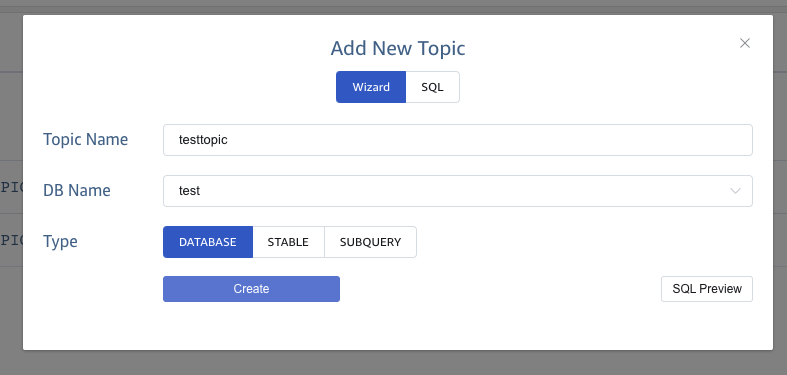 Add New Topic
Wizard SQL
Topic Name testtopic
DB Name test
PIC
Type DATABASE STABLE SUBQUERY
PIC
Create SQL Preview